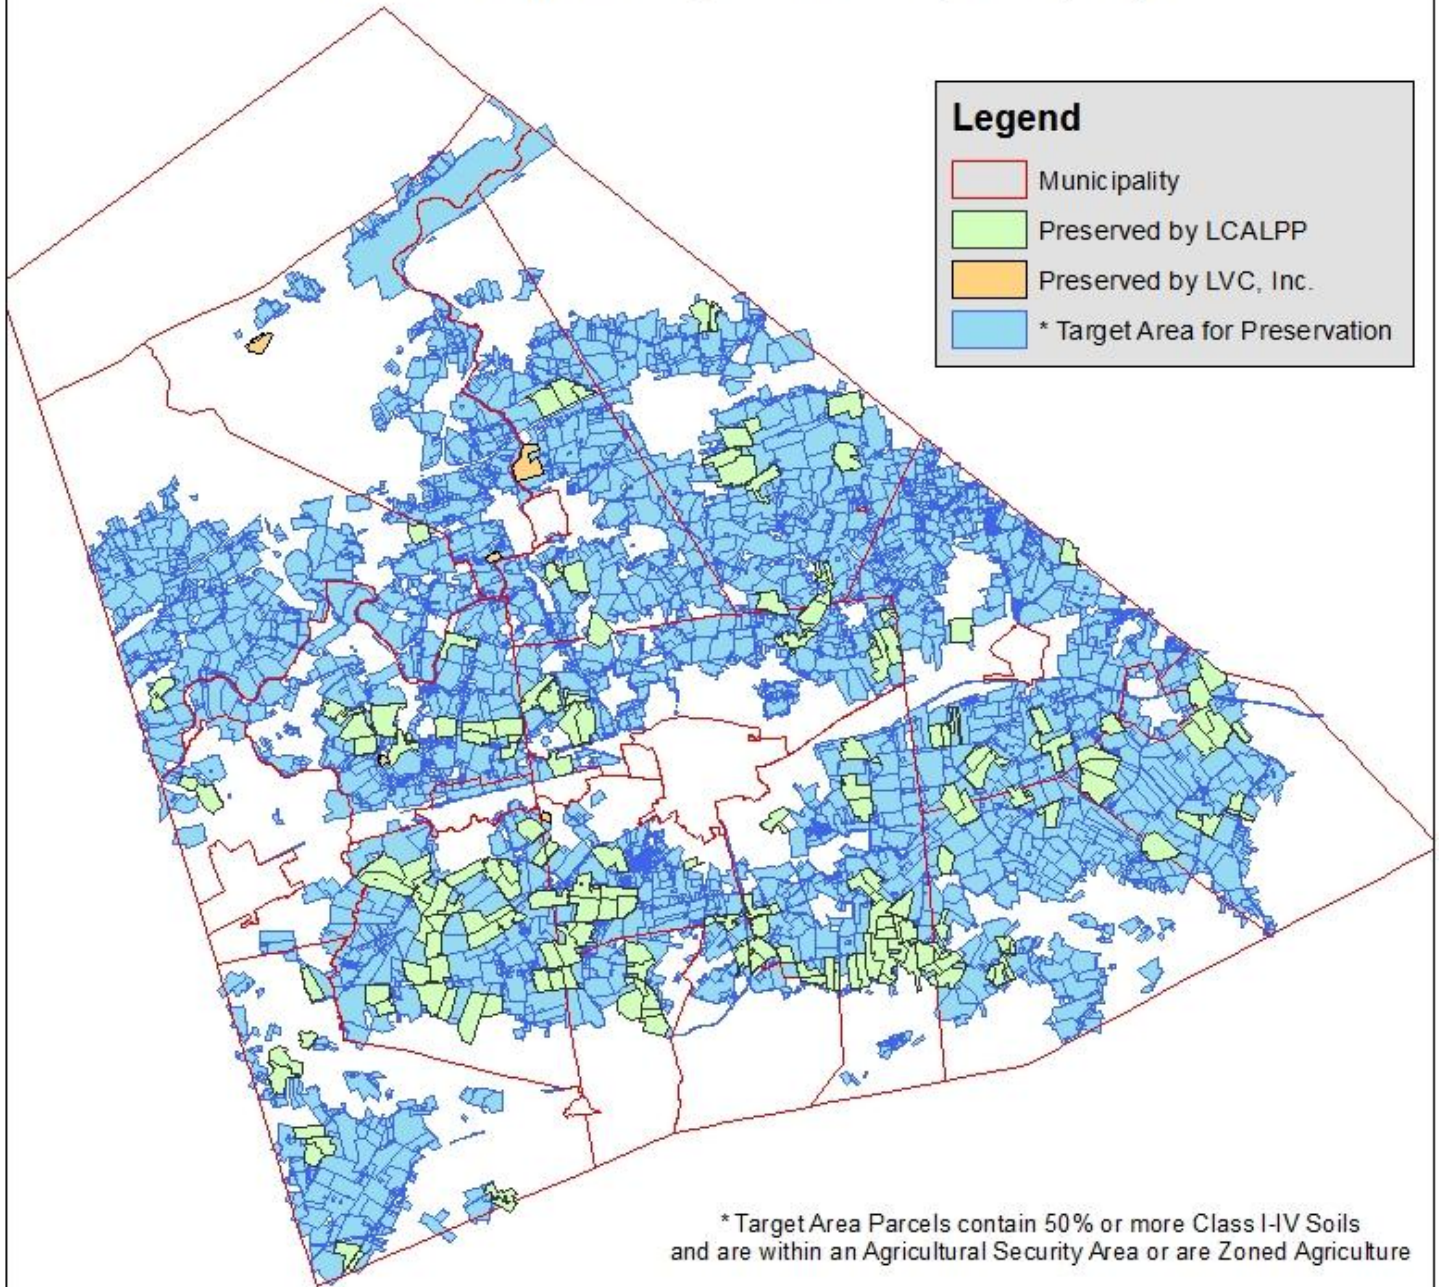 Legend
Municipality
Preserved by LCALPP
Preserved by LVC, Inc.
* Target Area for Preservation
* Target Area Parcels contain 50% or more Class I-IV Soils
and are within an Agricultural Security Area or are Zoned Agriculture